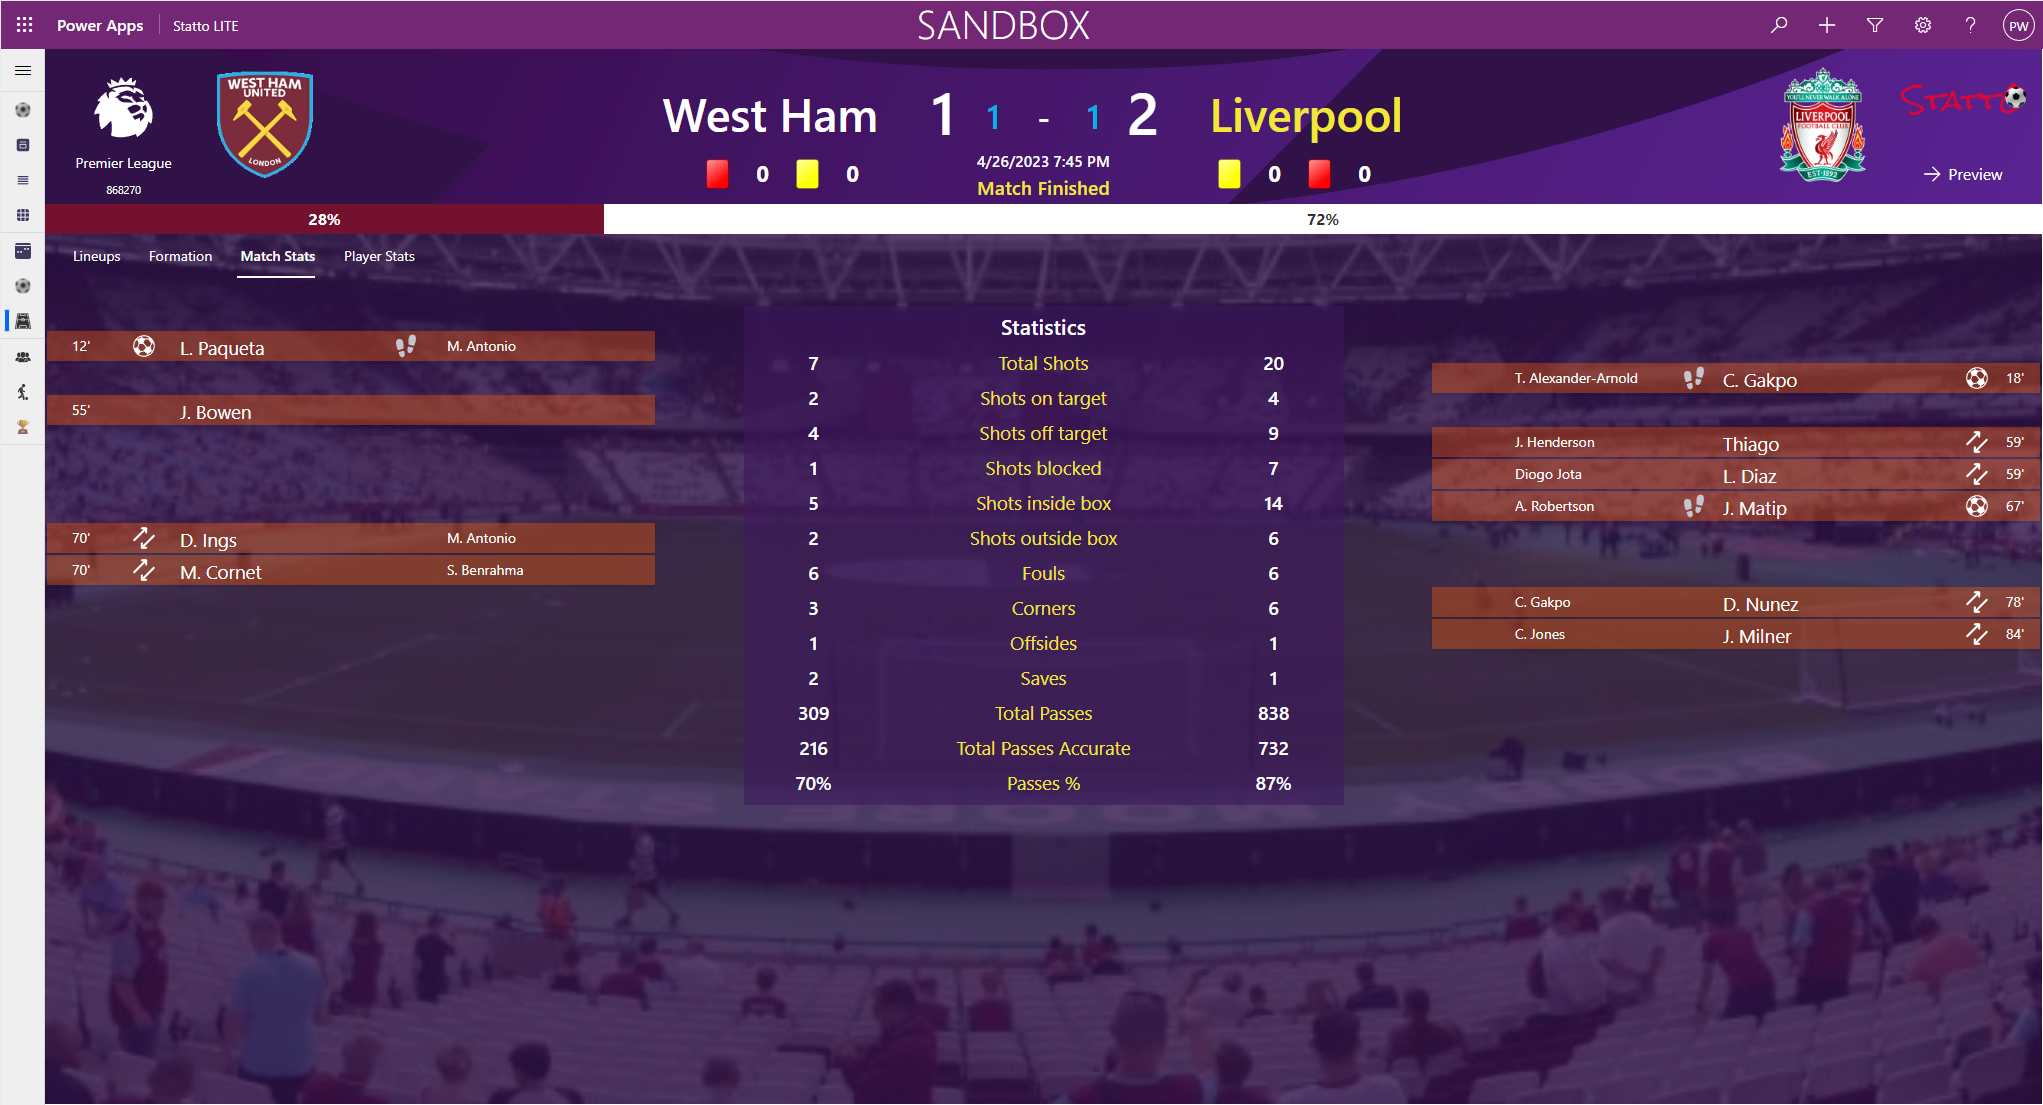 Power Apps
Statto LITE
SANDBOX
PW
WEST HAM
UNITED
LONDON
Premier League
868270
West Ham
1 1 - 1 2
Liverpool
0 0
4/26/2023 7:45 PM
Match Finished
0 0
YOU'LL NEVER WALK ALONE
LIVERPOOL
FOOTBALL CLUB
EST·1892
Statto
Preview
28%
72%
Lineups
Formation
Match Stats
Player Stats
12' L. Paqueta M. Antonio
55' J. Bowen
70' D. Ings M. Antonio
70' M. Cornet S. Benrahma
Statistics
7 Total Shots 20
2 Shots on target 4
4 Shots off target 9
1 Shots blocked 7
5 Shots inside box 14
2 Shots outside box 6
6 Fouls 6
3 Corners 6
1 Offsides 1
2 Saves 1
309 Total Passes 838
216 Total Passes Accurate 732
70% Passes % 87%
T. Alexander-Arnold C. Gakpo 18'
J. Henderson Thiago 59'
Diogo Jota L. Diaz 59'
A. Robertson J. Matip 67'
C. Gakpo D. Nunez 78'
C. Jones J. Milner 84'